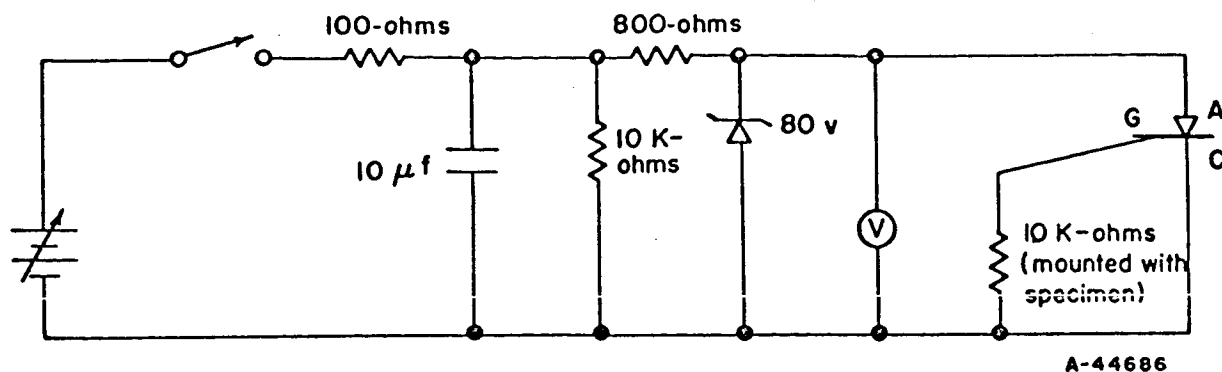 100-ohms
800-ohms
10 μf
10 K-
ohms
80 v
V
G
A
C
10 K-ohms
(mounted with
specimen)
A-44686